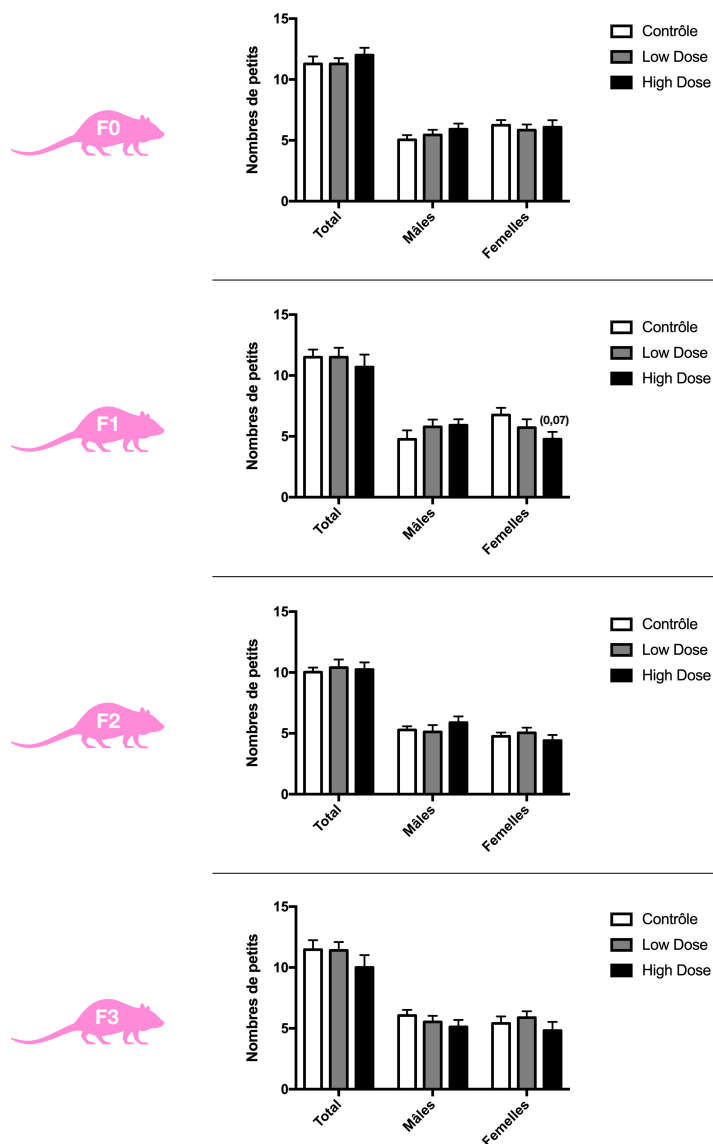 F0
Nombres de petits
15
10
5
0
Total
Mâles
Femelles
Contrôle
Low Dose
High Dose
F1
Nombres de petits
15
10
5
0
(0,07)
Total
Mâles
Femelles
Contrôle
Low Dose
High Dose
F2
Nombres de petits
15
10
5
0
Total
Mâles
Femelles
Contrôle
Low Dose
High Dose
F3
Nombres de petits
15
10
5
0
Total
Mâles
Femelles
Contrôle
Low Dose
High Dose